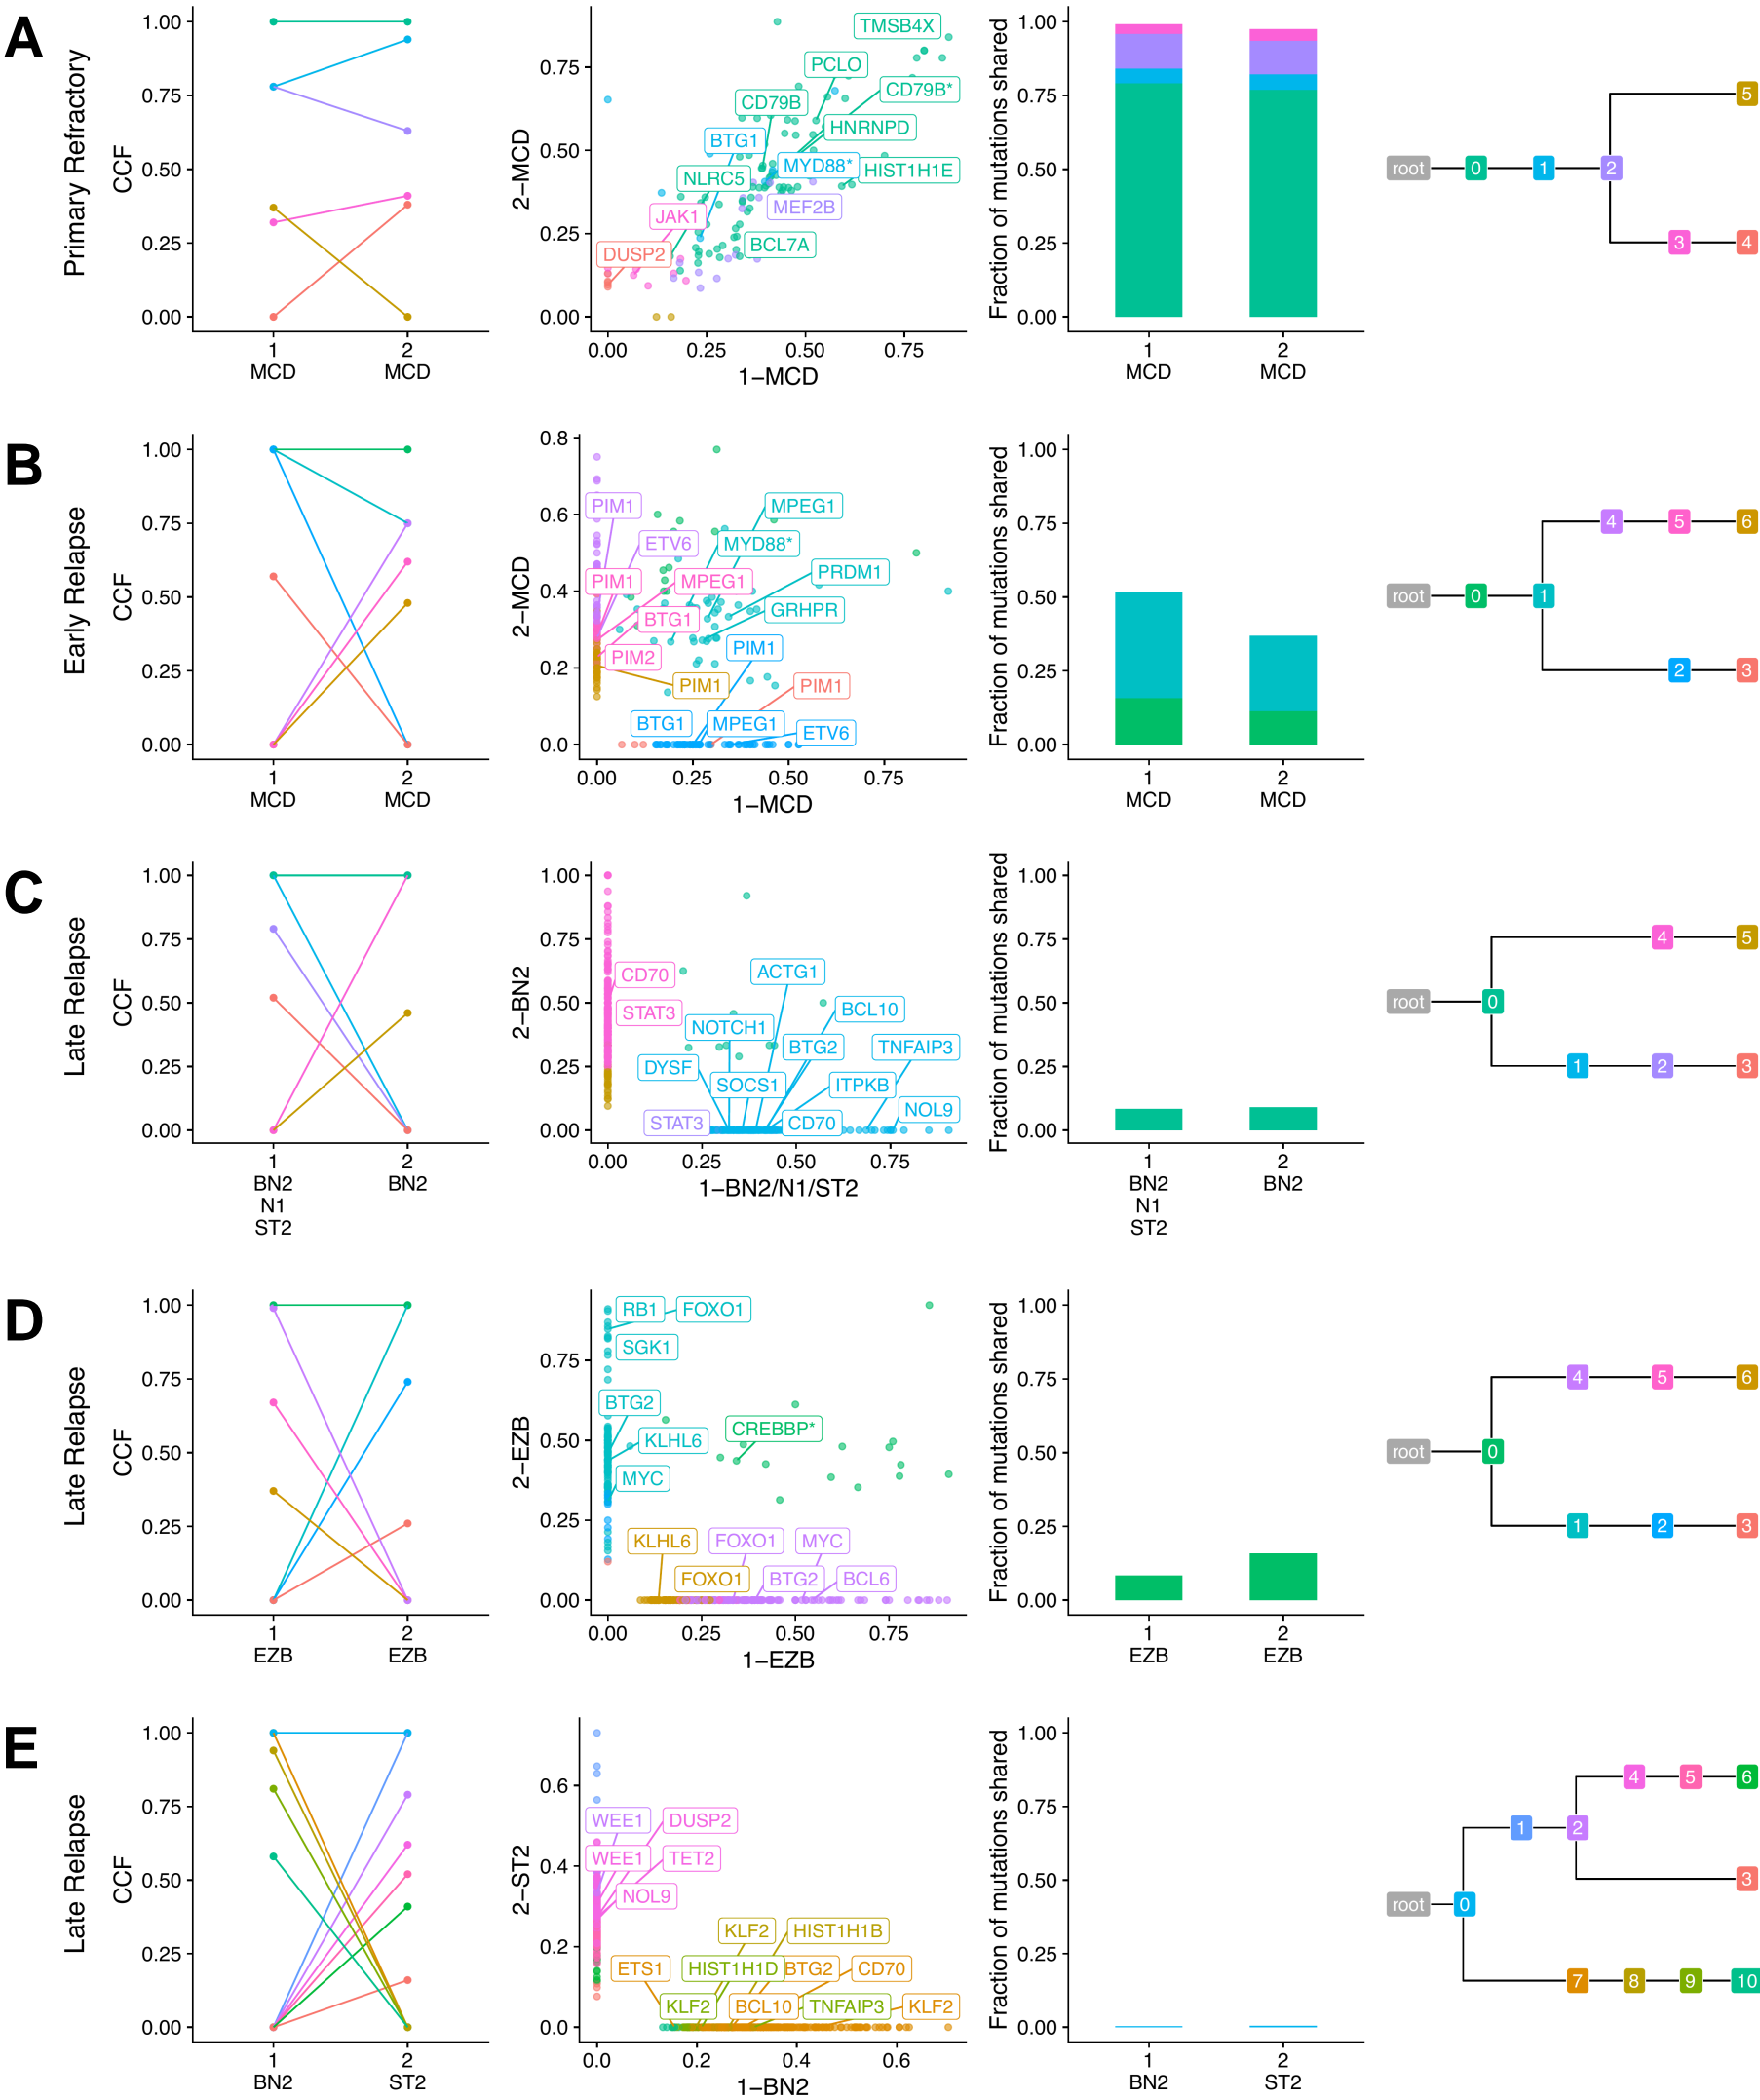 A
Primary Refractory
CCF
1.00
0.75
0.50
0.25
0.00
1
MCD
2
MCD
2−MCD
0.75
0.50
0.25
0.00
TMSB4X
PCLO
CD79B*
CD79B
HNRNPD
BTG1
MYD88*
HIST1H1E
NLRC5
MEF2B
JAK1
BCL7A
DUSP2
0.00 0.25 0.50 0.75
1−MCD
Fraction of mutations shared
1.00
0.75
0.50
0.25
0.00
1
MCD
2
MCD
root 0 1 2 5
3 4
B
Early Relapse
CCF
1.00
0.75
0.50
0.25
0.00
1
MCD
2
MCD
2−MCD
0.8
0.6
0.4
0.2
0.0
PIM1
MPEG1
ETV6
MYD88*
PIM1
MPEG1
PRDM1
BTG1
GRHPR
PIM2
PIM1
PIM1
PIM1
BTG1
MPEG1
ETV6
0.00 0.25 0.50 0.75
1−MCD
Fraction of mutations shared
1.00
0.75
0.50
0.25
0.00
1
MCD
2
MCD
root 0 1
4 5 6
2 3
C
Late Relapse
CCF
1.00
0.75
0.50
0.25
0.00
1
BN2
N1
ST2
2
BN2
2−BN2
1.00
0.75
0.50
0.25
0.00
CD70
ACTG1
STAT3
NOTCH1
BCL10
DYSF
BTG2
TNFAIP3
SOCS1
ITPKB
STAT3
CD70
NOL9
0.00 0.25 0.50 0.75
1−BN2/N1/ST2
Fraction of mutations shared
1.00
0.75
0.50
0.25
0.00
1
BN2
N1
ST2
2
BN2
root 0
4 5
1 2 3
D
Late Relapse
CCF
1.00
0.75
0.50
0.25
0.00
1
EZB
2
EZB
2−EZB
0.75
0.50
0.25
0.00
RB1
FOXO1
SGK1
BTG2
CREBBP*
KLHL6
MYC
KLHL6
FOXO1
MYC
FOXO1
BTG2
BCL6
0.00 0.25 0.50 0.75
1−EZB
Fraction of mutations shared
1.00
0.75
0.50
0.25
0.00
1
EZB
2
EZB
root 0
4 5 6
1 2 3
E
Late Relapse
CCF
1.00
0.75
0.50
0.25
0.00
1
BN2
2
ST2
2−ST2
0.6
0.4
0.2
0.0
WEE1
DUSP2
WEE1
TET2
NOL9
KLF2
HIST1H1B
ETS1
HIST1H1D
BTG2
CD70
KLF2
BCL10
TNFAIP3
KLF2
0.0 0.2 0.4 0.6
1−BN2
Fraction of mutations shared
1.00
0.75
0.50
0.25
0.00
1
BN2
2
ST2
root 0
1 2
4 5 6
3
7 8 9 10